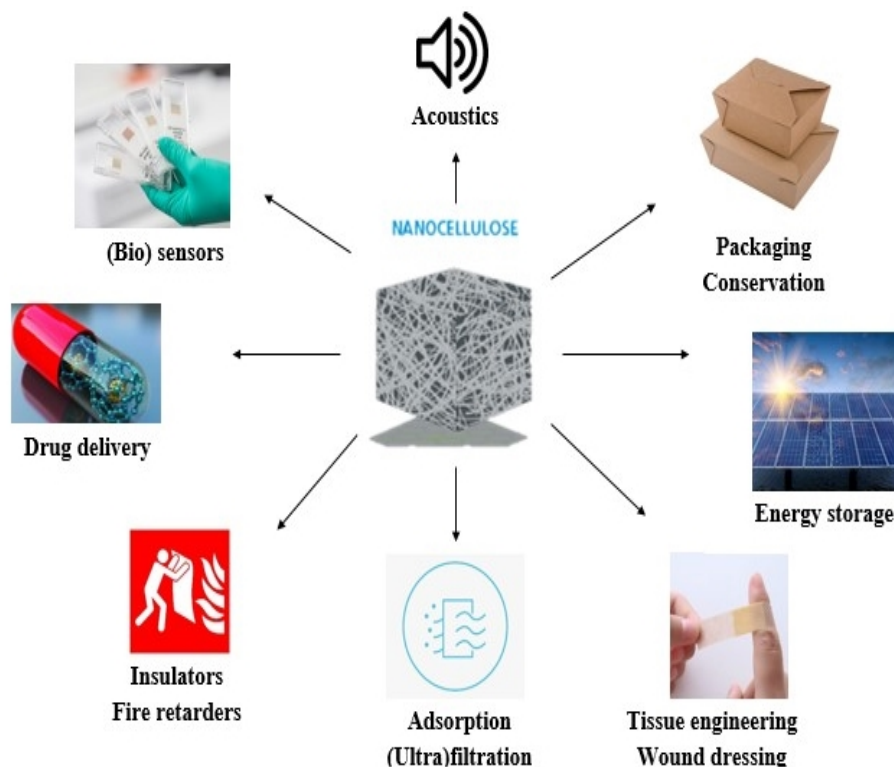 Acoustics
NANOCELLULOSE
(Bio) sensors
Packaging
Conservation
Drug delivery
Energy storage
Insulators
Fire retarders
Adsorption
(Ultra)filtration
Tissue engineering
Wound dressing